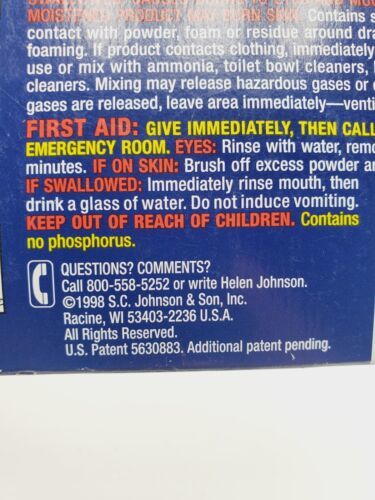 MOISTENED PRODUCT MAY BURN SKIN. Contains s
contact with powder, foam or residue around dra
foaming. If product contacts clothing, immediately
use or mix with ammonia, toilet bowl cleaners,
cleaners. Mixing may release hazardous gases or
gases are released, leave area immediately—venti
FIRST AID: GIVE IMMEDIATELY, THEN CALL
EMERGENCY ROOM. EYES: Rinse with water, remo
minutes. IF ON SKIN: Brush off excess powder an
IF SWALLOWED: Immediately rinse mouth, then
drink a glass of water. Do not induce vomiting.
KEEP OUT OF REACH OF CHILDREN. Contains
no phosphorus.
QUESTIONS? COMMENTS?
Call 800-558-5252 or write Helen Johnson.
©1998 S.C. Johnson & Son, Inc.
Racine, WI 53403-2236 U.S.A.
All Rights Reserved.
U.S. Patent 5630883. Additional patent pending.